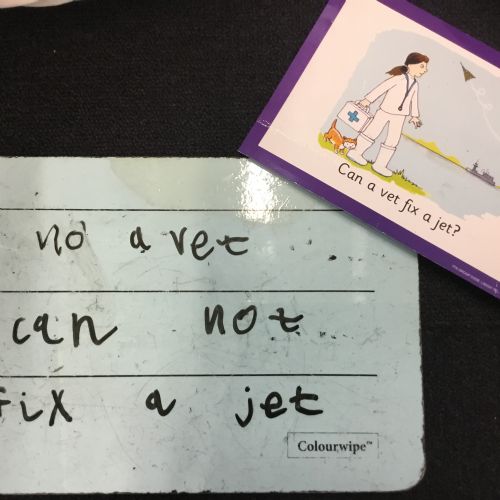 Can a vet fix a jet?
no a vet
can not
fix a jet
Colourwipe™